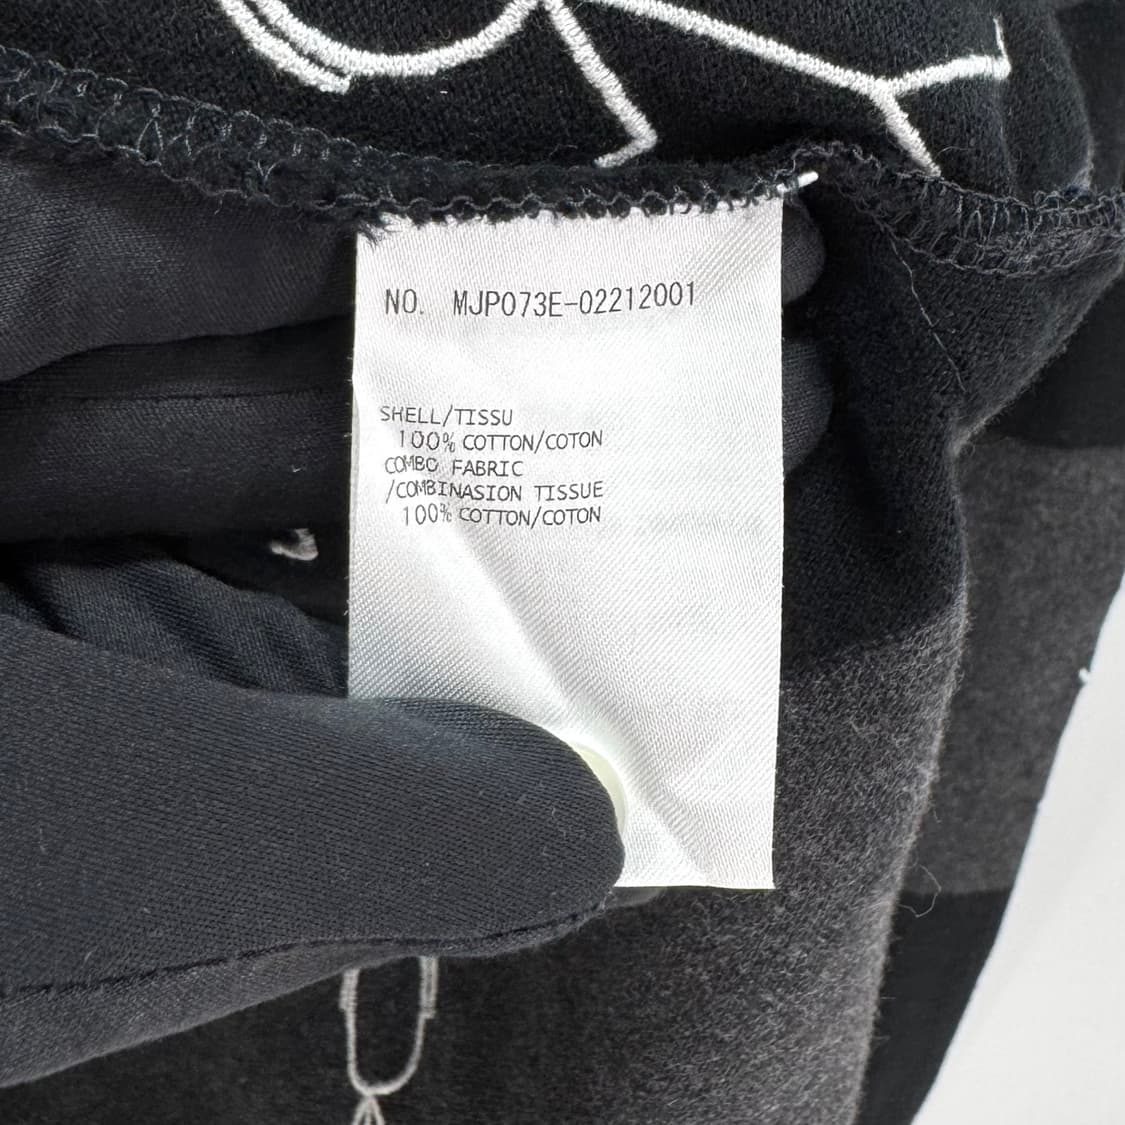 NO. MJP073E-02212001
SHELL/TISSU
100% COTTON/COTON
COMBO FABRIC
/COMBINASION TISSUE
100% COTTON/COTON